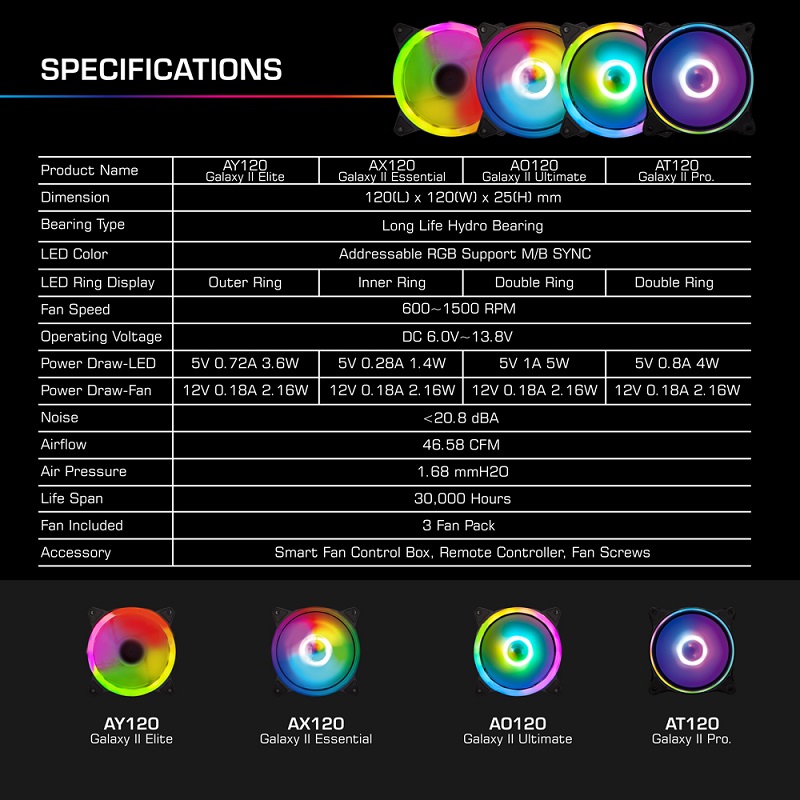 SPECIFICATIONS
Product Name AY120 AX120 AO120 AT120
Galaxy II Elite Galaxy II Essential Galaxy II Ultimate Galaxy II Pro.
Dimension 120(L) x 120(W) x 25(H) mm
Bearing Type Long Life Hydro Bearing
LED Color Addressable RGB Support M/B SYNC
LED Ring Display Outer Ring Inner Ring Double Ring Double Ring
Fan Speed 600~1500 RPM
Operating Voltage DC 6.0V~13.8V
Power Draw-LED 5V 0.72A 3.6W 5V 0.28A 1.4W 5V 1A 5W 5V 0.8A 4W
Power Draw-Fan 12V 0.18A 2.16W 12V 0.18A 2.16W 12V 0.18A 2.16W 12V 0.18A 2.16W
Noise <20.8 dBA
Airflow 46.58 CFM
Air Pressure 1.68 mmH2O
Life Span 30,000 Hours
Fan Included 3 Fan Pack
Accessory Smart Fan Control Box, Remote Controller, Fan Screws
AY120 AX120 AO120 AT120
Galaxy II Elite Galaxy II Essential Galaxy II Ultimate Galaxy II Pro.